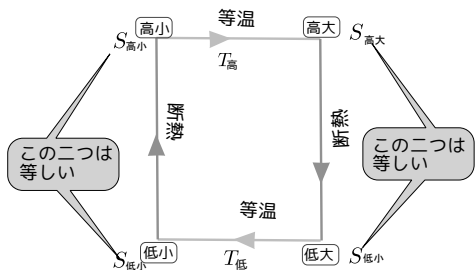 等温
高小
高大
S高小
S高大
T高
断熱
断熱
この二つは
等しい
この二つは
等しい
等温
低小
低大
S低小
T低
S低小